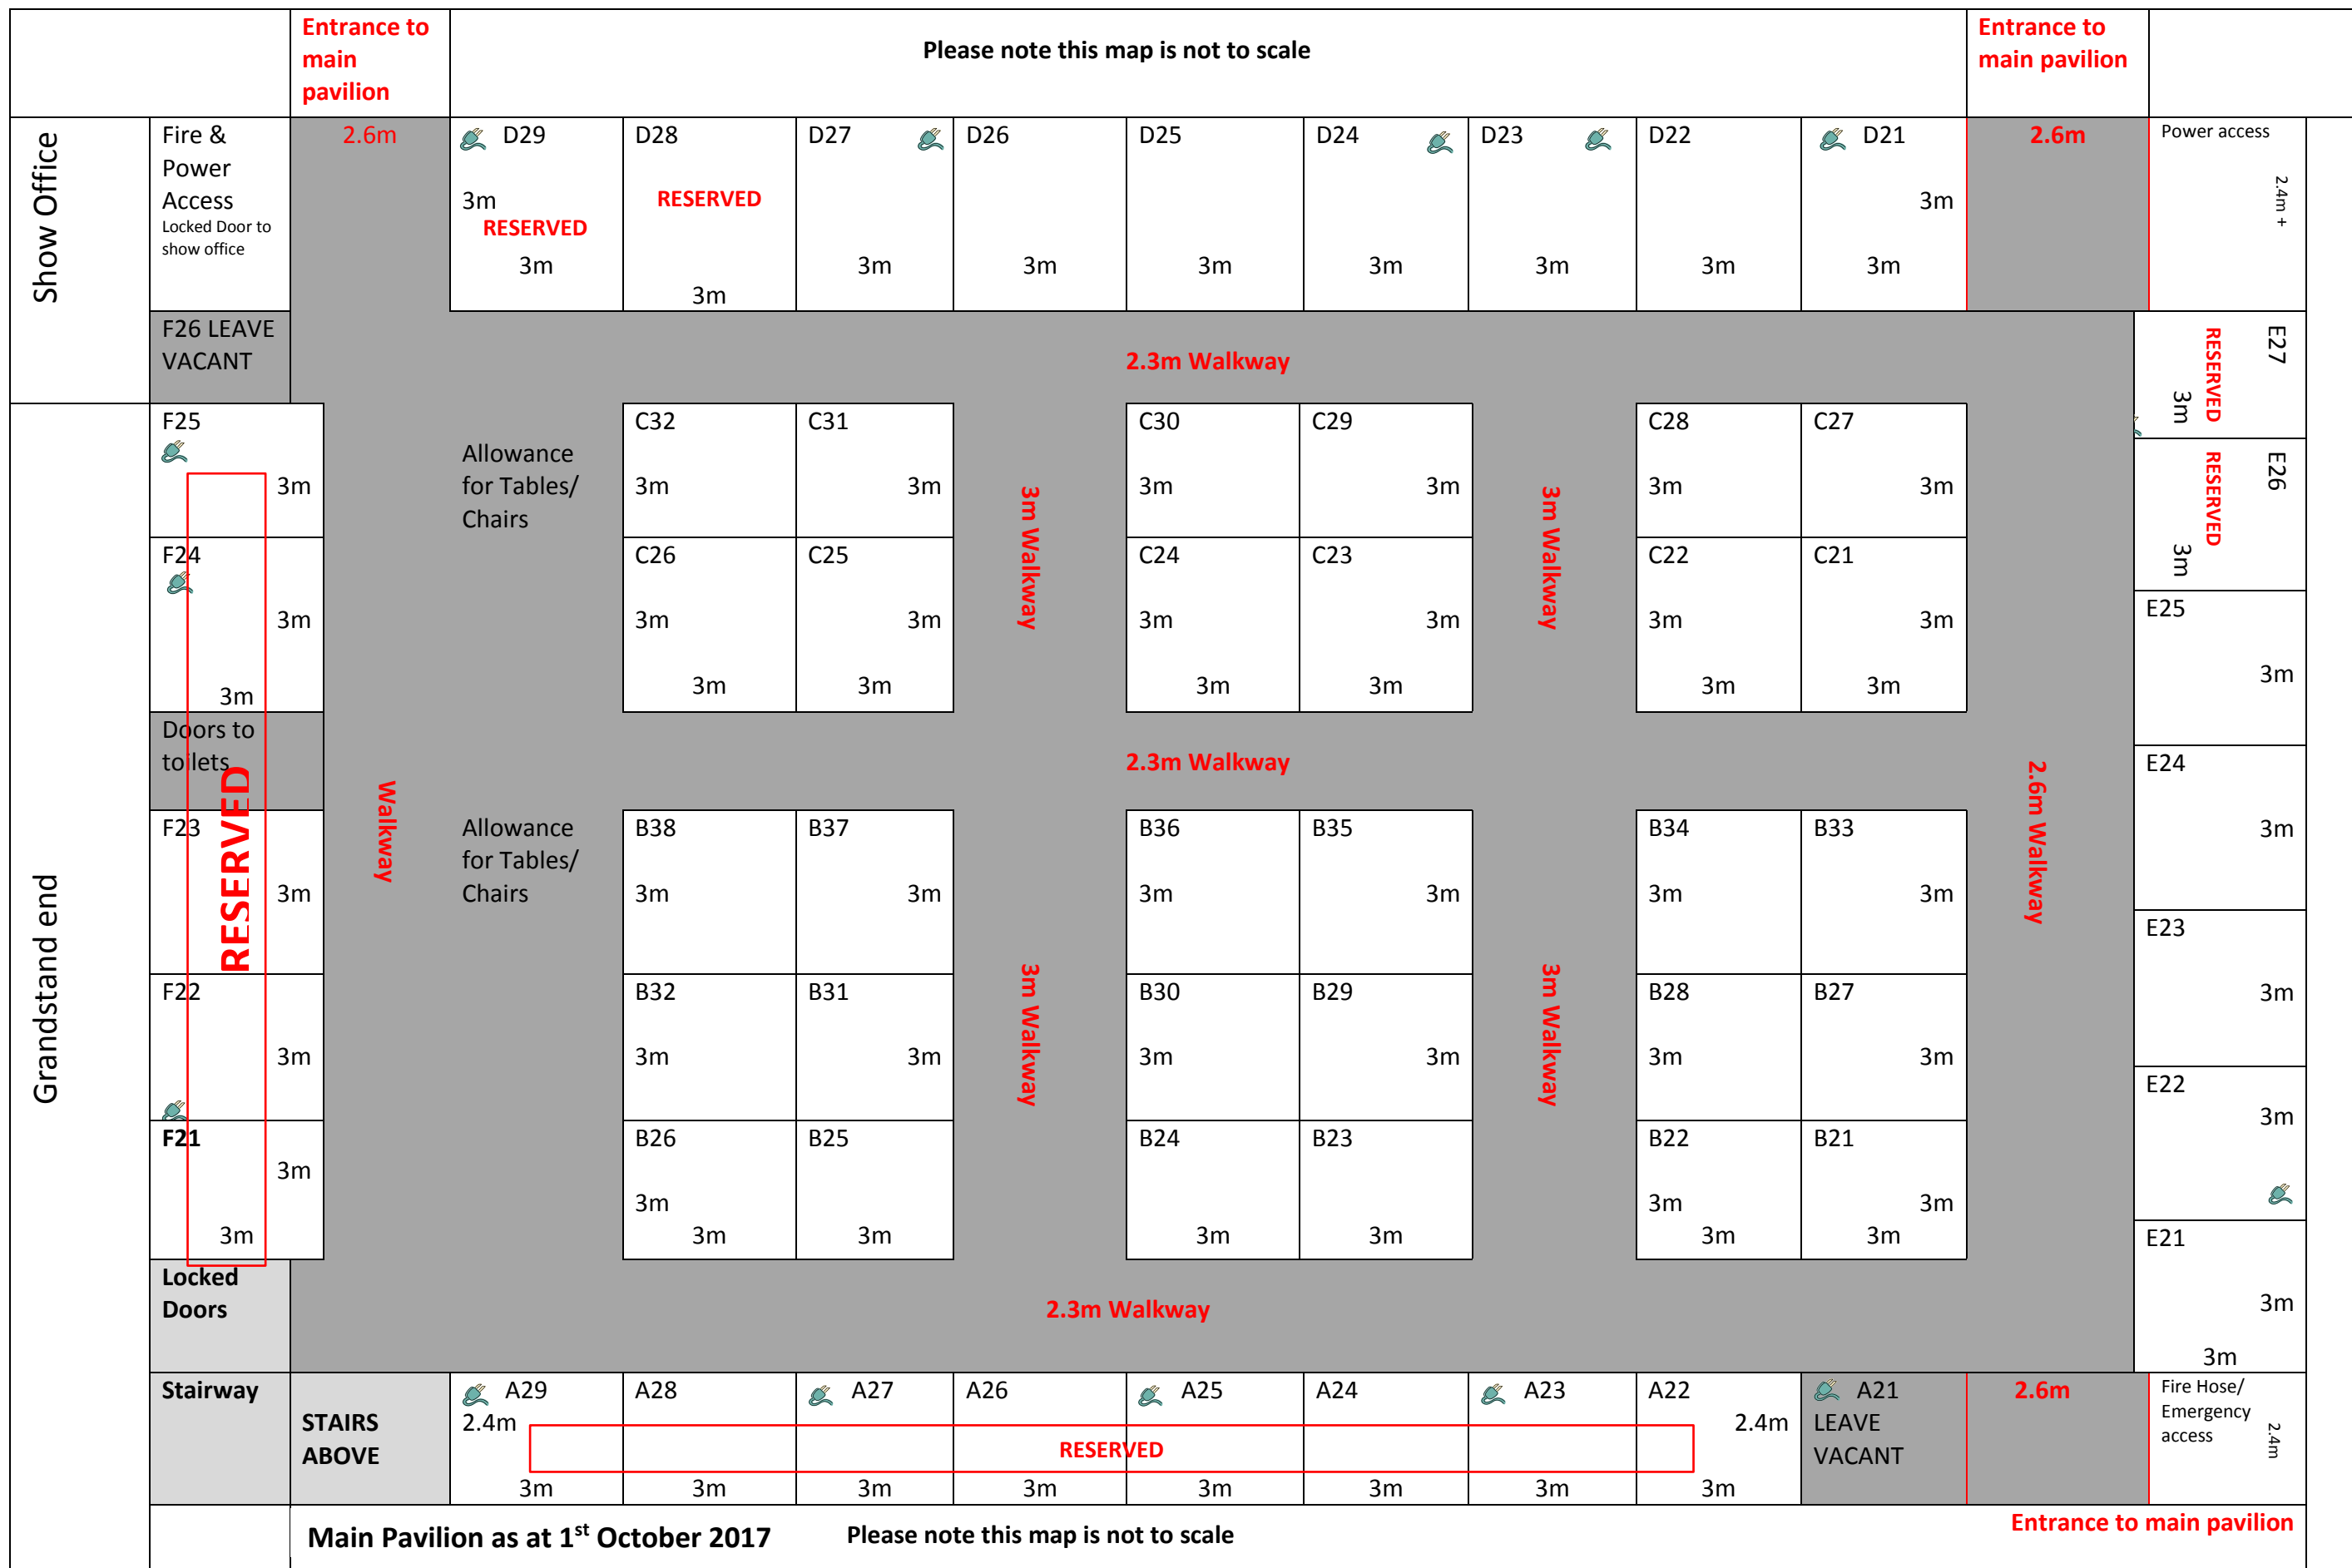 Entrance to
main
pavilion
Please note this map is not to scale
Entrance to
main pavilion
Show Office
Fire &
Power
Access
Locked Door to
show office
2.6m
D29
3m
RESERVED
3m
D28
RESERVED
3m
D27
3m
D26
3m
D25
3m
D24
3m
D23
3m
D22
3m
D21
3m
3m
2.6m
Power access
2.4m +
F26 LEAVE
VACANT
2.3m Walkway
E27
RESERVED
3m
Grandstand end
F25
3m
Allowance
for Tables/
Chairs
C32
3m
C31
3m
3m Walkway
C30
3m
C29
3m
3m Walkway
C28
3m
C27
3m
E26
RESERVED
3m
F24
3m
3m
C26
3m
3m
C25
3m
3m
C24
3m
3m
C23
3m
3m
C22
3m
3m
C21
3m
3m
E25
3m
Doors to
toilets
RESERVED
Walkway
2.3m Walkway
2.6m Walkway
E24
3m
F23
3m
Allowance
for Tables/
Chairs
B38
3m
B37
3m
B36
3m
B35
3m
B34
3m
B33
3m
E23
3m
F22
3m
B32
3m
B31
3m
3m Walkway
B30
3m
B29
3m
3m Walkway
B28
3m
B27
3m
E22
3m
F21
3m
3m
B26
3m
3m
B25
3m
B24
3m
B23
3m
B22
3m
3m
B21
3m
3m
E21
3m
3m
Locked
Doors
2.3m Walkway
Stairway
STAIRS
ABOVE
A29
2.4m
3m
A28
3m
A27
3m
A26
3m
RESERVED
A25
3m
A24
3m
A23
3m
A22
2.4m
3m
A21
LEAVE
VACANT
2.6m
Fire Hose/
Emergency
access
2.4m
Main Pavilion as at 1st October 2017
Please note this map is not to scale
Entrance to main pavilion